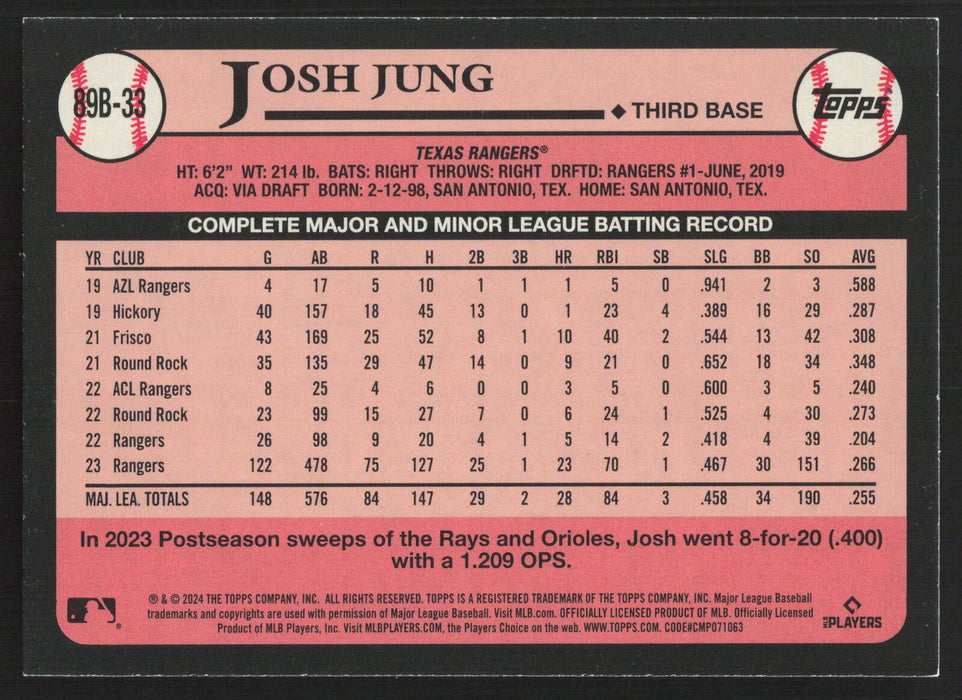 89B-33
JOSH JUNG
◆ THIRD BASE
TOPPS®
TEXAS RANGERS®
HT: 6'2" WT: 214 lb. BATS: RIGHT THROWS: RIGHT DRFTD: RANGERS #1-JUNE, 2019
ACQ: VIA DRAFT BORN: 2-12-98, SAN ANTONIO, TEX. HOME: SAN ANTONIO, TEX.
COMPLETE MAJOR AND MINOR LEAGUE BATTING RECORD
YR CLUB G AB R H 2B 3B HR RBI SB SLG BB SO AVG
19 AZL Rangers 4 17 5 10 1 1 1 5 0 .941 2 3 .588
19 Hickory 40 157 18 45 13 0 1 23 4 .389 16 29 .287
21 Frisco 43 169 25 52 8 1 10 40 2 .544 13 42 .308
21 Round Rock 35 135 29 47 14 0 9 21 0 .652 18 34 .348
22 ACL Rangers 8 25 4 6 0 0 3 5 0 .600 3 5 .240
22 Round Rock 23 99 15 27 7 0 6 24 1 .525 4 30 .273
22 Rangers 26 98 9 20 4 1 5 14 2 .418 4 39 .204
23 Rangers 122 478 75 127 25 1 23 70 1 .467 30 151 .266
MAJ. LEA. TOTALS 148 576 84 147 29 2 28 84 3 .458 34 190 .255
In 2023 Postseason sweeps of the Rays and Orioles, Josh went 8-for-20 (.400)
with a 1.209 OPS.
® & © 2024 THE TOPPS COMPANY, INC. ALL RIGHTS RESERVED. TOPPS IS A REGISTERED TRADEMARK OF THE TOPPS COMPANY, INC. Major League Baseball
trademarks and copyrights are used with permission of Major League Baseball. Visit MLB.com. OFFICIALLY LICENSED PRODUCT OF MLB. Officially Licensed
Product of MLB Players, Inc. Visit MLBPLAYERS.COM, the Players Choice on the web. WWW.TOPPS.COM. CODE#CMP071063
MLB PLAYERS